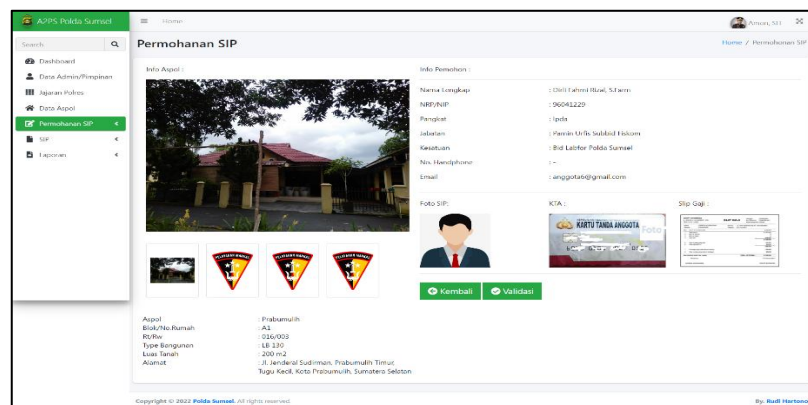 A2PS Polda Sumsel
Home
Amori, SH
Search
Permohonan SIP
Home / Permohonan SIP
Dashboard
Data Admin/Pimpinan
Jajaran Polres
Data Aspol
Permohonan SIP
SIP
Laporan
Info Aspol :
Info Pemohon :
Nama Lengkap : Dirli Fahmi Rizal, S.Farm
NRP/NIP : 96041229
Pangkat : Ipda
Jabatan : Pamin Urfis Subbid Fiskom
Kesatuan : Bid Labfor Polda Sumsel
No. Handphone : -
Email : anggota6@gmail.com
Foto SIP:
KTA :
Slip Gaji :
KARTU TANDA ANGGOTA
Foto
Kembali
Validasi
Aspol : Prabumulih
Blok/No.Rumah : A1
Rt/Rw : 016/003
Type Bangunan : LB 130
Luas Tanah : 200 m2
Alamat : Jl. Jenderal Sudirman, Prabumulih Timur,
Tugu Kecil, Kota Prabumulih, Sumatera Selatan
Copyright © 2022 Polda Sumsel. All rights reserved.
By. Rudi Hartono